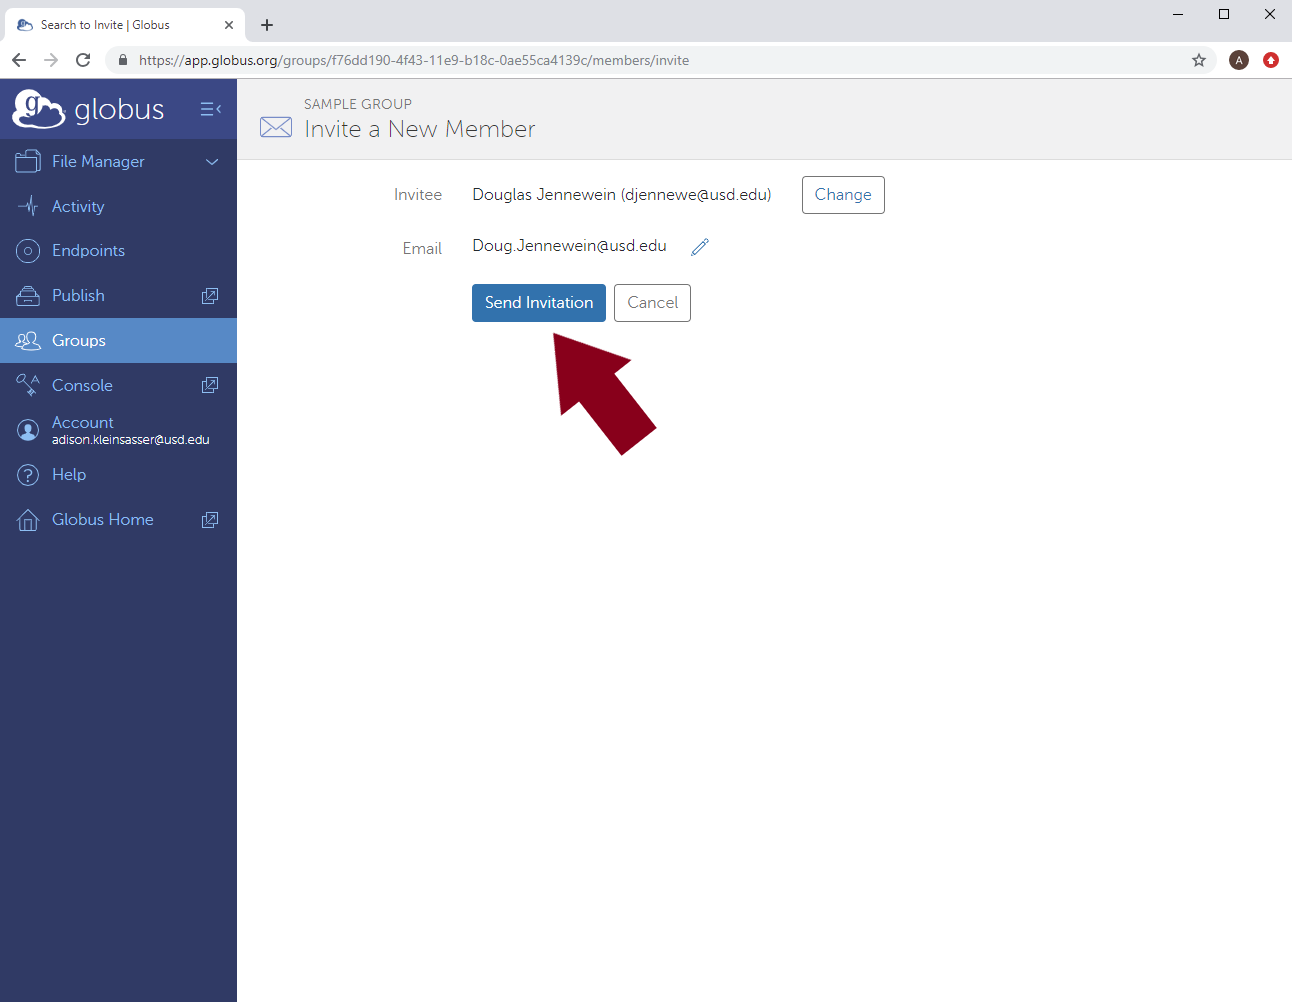 Search to Invite | Globus
https://app.globus.org/groups/f76dd190-4f43-11e9-b18c-0ae55ca4139c/members/invite
A
globus
File Manager
Activity
Endpoints
Publish
Groups
Console
Account
adison.kleinsasser@usd.edu
Help
Globus Home
SAMPLE GROUP
Invite a New Member
Invitee Douglas Jennewein (djennewe@usd.edu) Change
Email Doug.Jennewein@usd.edu
Send Invitation Cancel